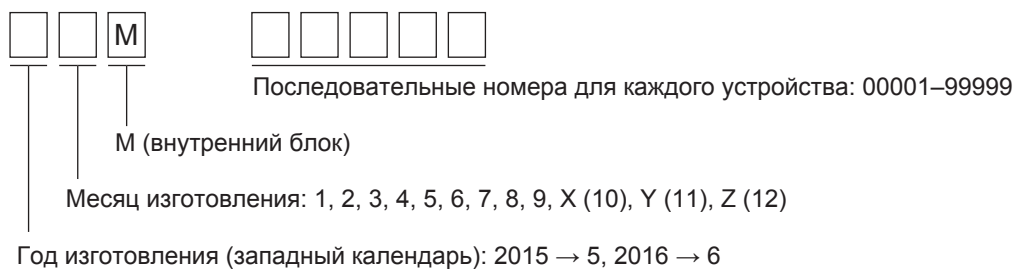 M
Последовательные номера для каждого устройства: 00001–99999
М (внутренний блок)
Месяц изготовления: 1, 2, 3, 4, 5, 6, 7, 8, 9, X (10), Y (11), Z (12)
Год изготовления (западный календарь): 2015 → 5, 2016 → 6